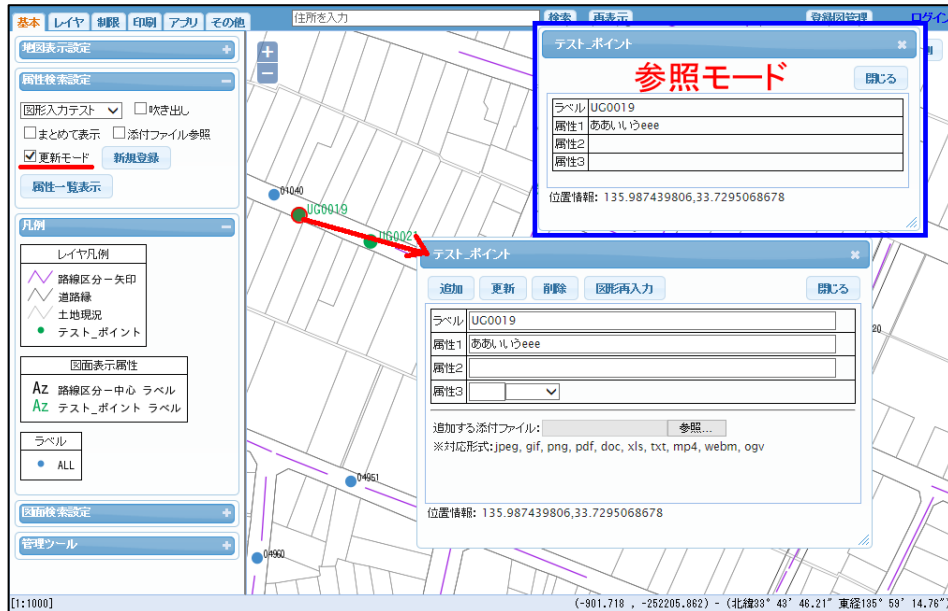 基本 レイヤ 制限 印刷 アプリ その他
住所を入力 検索 再表示 登録図管理 ログイン
地図表示設定 +
属性検索設定 −
図形入力テスト 吹き出し
まとめて表示 添付ファイル参照
更新モード 新規登録
属性一覧表示
凡例 −
レイヤ凡例
路線区分－矢印
道路縁
土地現況
テスト_ポイント
図面表示属性
Az 路線区分－中心 ラベル
Az テスト_ポイント ラベル
ラベル
ALL
図面検索設定 +
管理ツール +
+
−
01040
UG0019
UG0021
04951
04960
20
テスト_ポイント ×
参照モード
閉じる
ラベル UG0019
属性1 ああいいうeee
属性2
属性3
位置情報: 135.987439806,33.7295068678
テスト_ポイント ×
追加 更新 削除 図形再入力 閉じる
ラベル UG0019
属性1 ああいいうeee
属性2
属性3
追加する添付ファイル: 参照...
※対応形式:jpeg, gif, png, pdf, doc, xls, txt, mp4, webm, ogv
位置情報: 135.987439806,33.7295068678
[1:1000] (-901.718 , -252205.862) - (北緯33° 43′ 46.21″ 東経135° 59′ 14.76″)